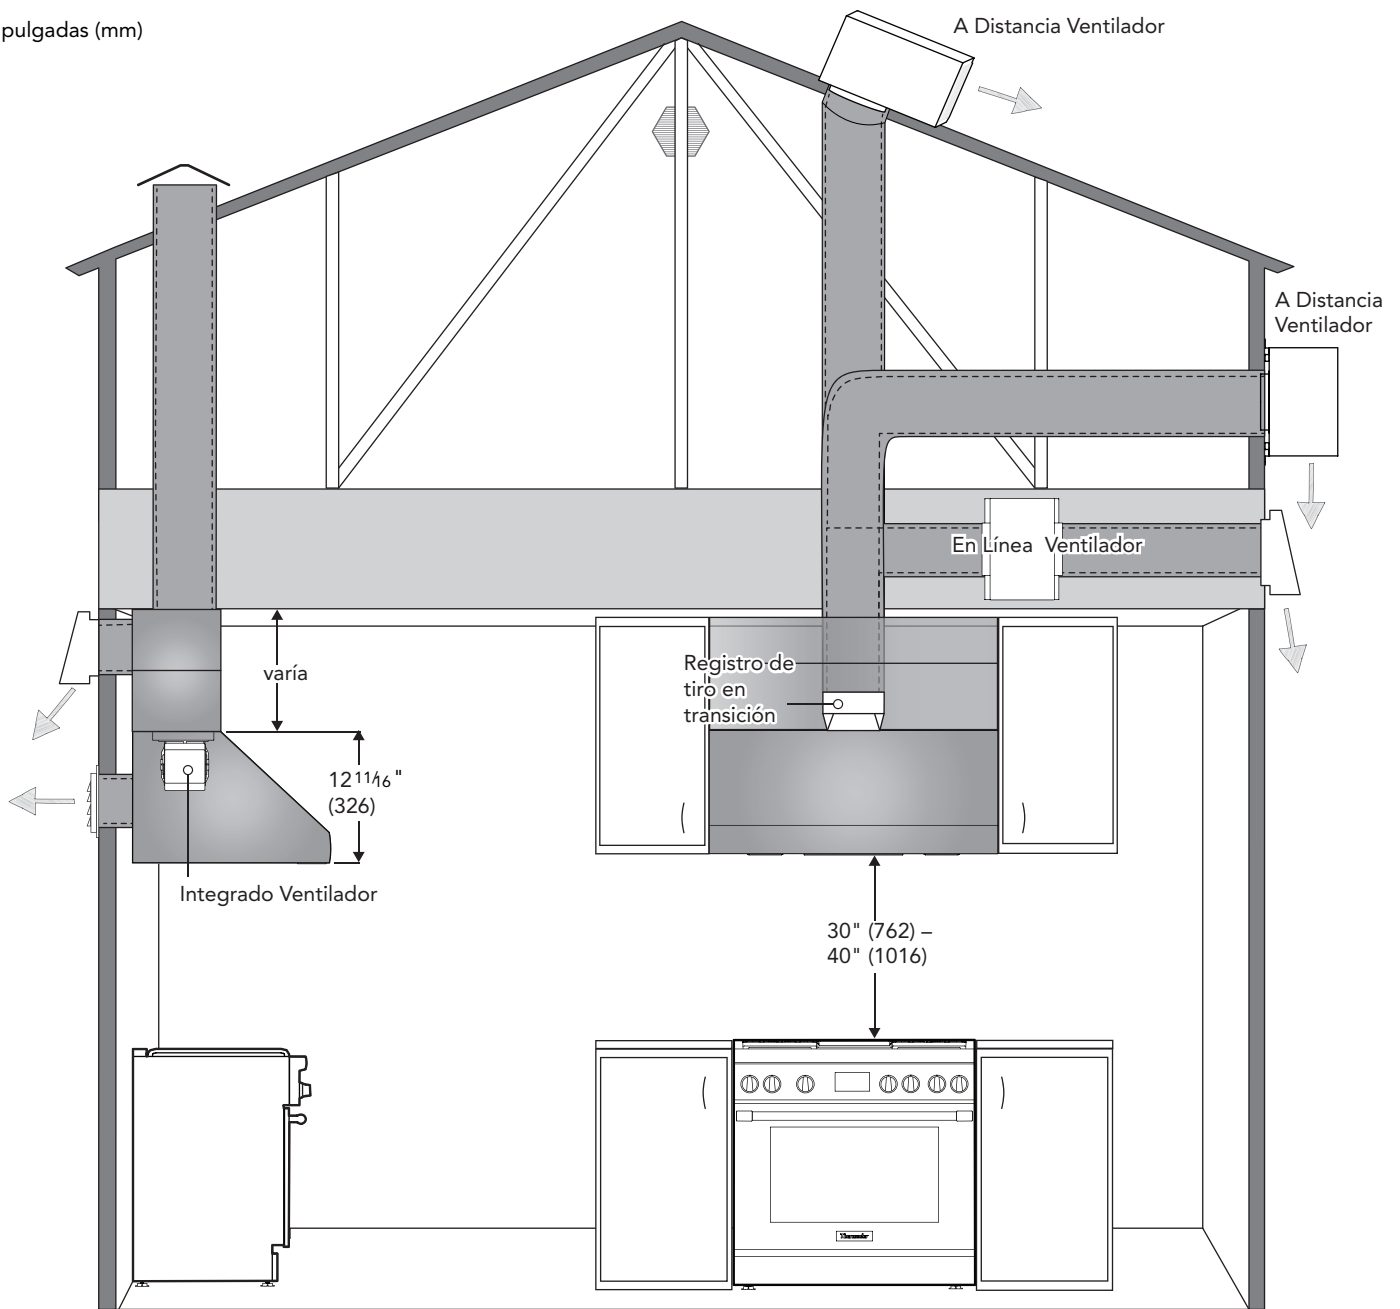 pulgadas (mm)
A Distancia Ventilador
A Distancia
Ventilador
En Línea Ventilador
Registro de
tiro en
transición
varía
12 11/16 "
(326)
Integrado Ventilador
30" (762) –
40" (1016)
Thermador